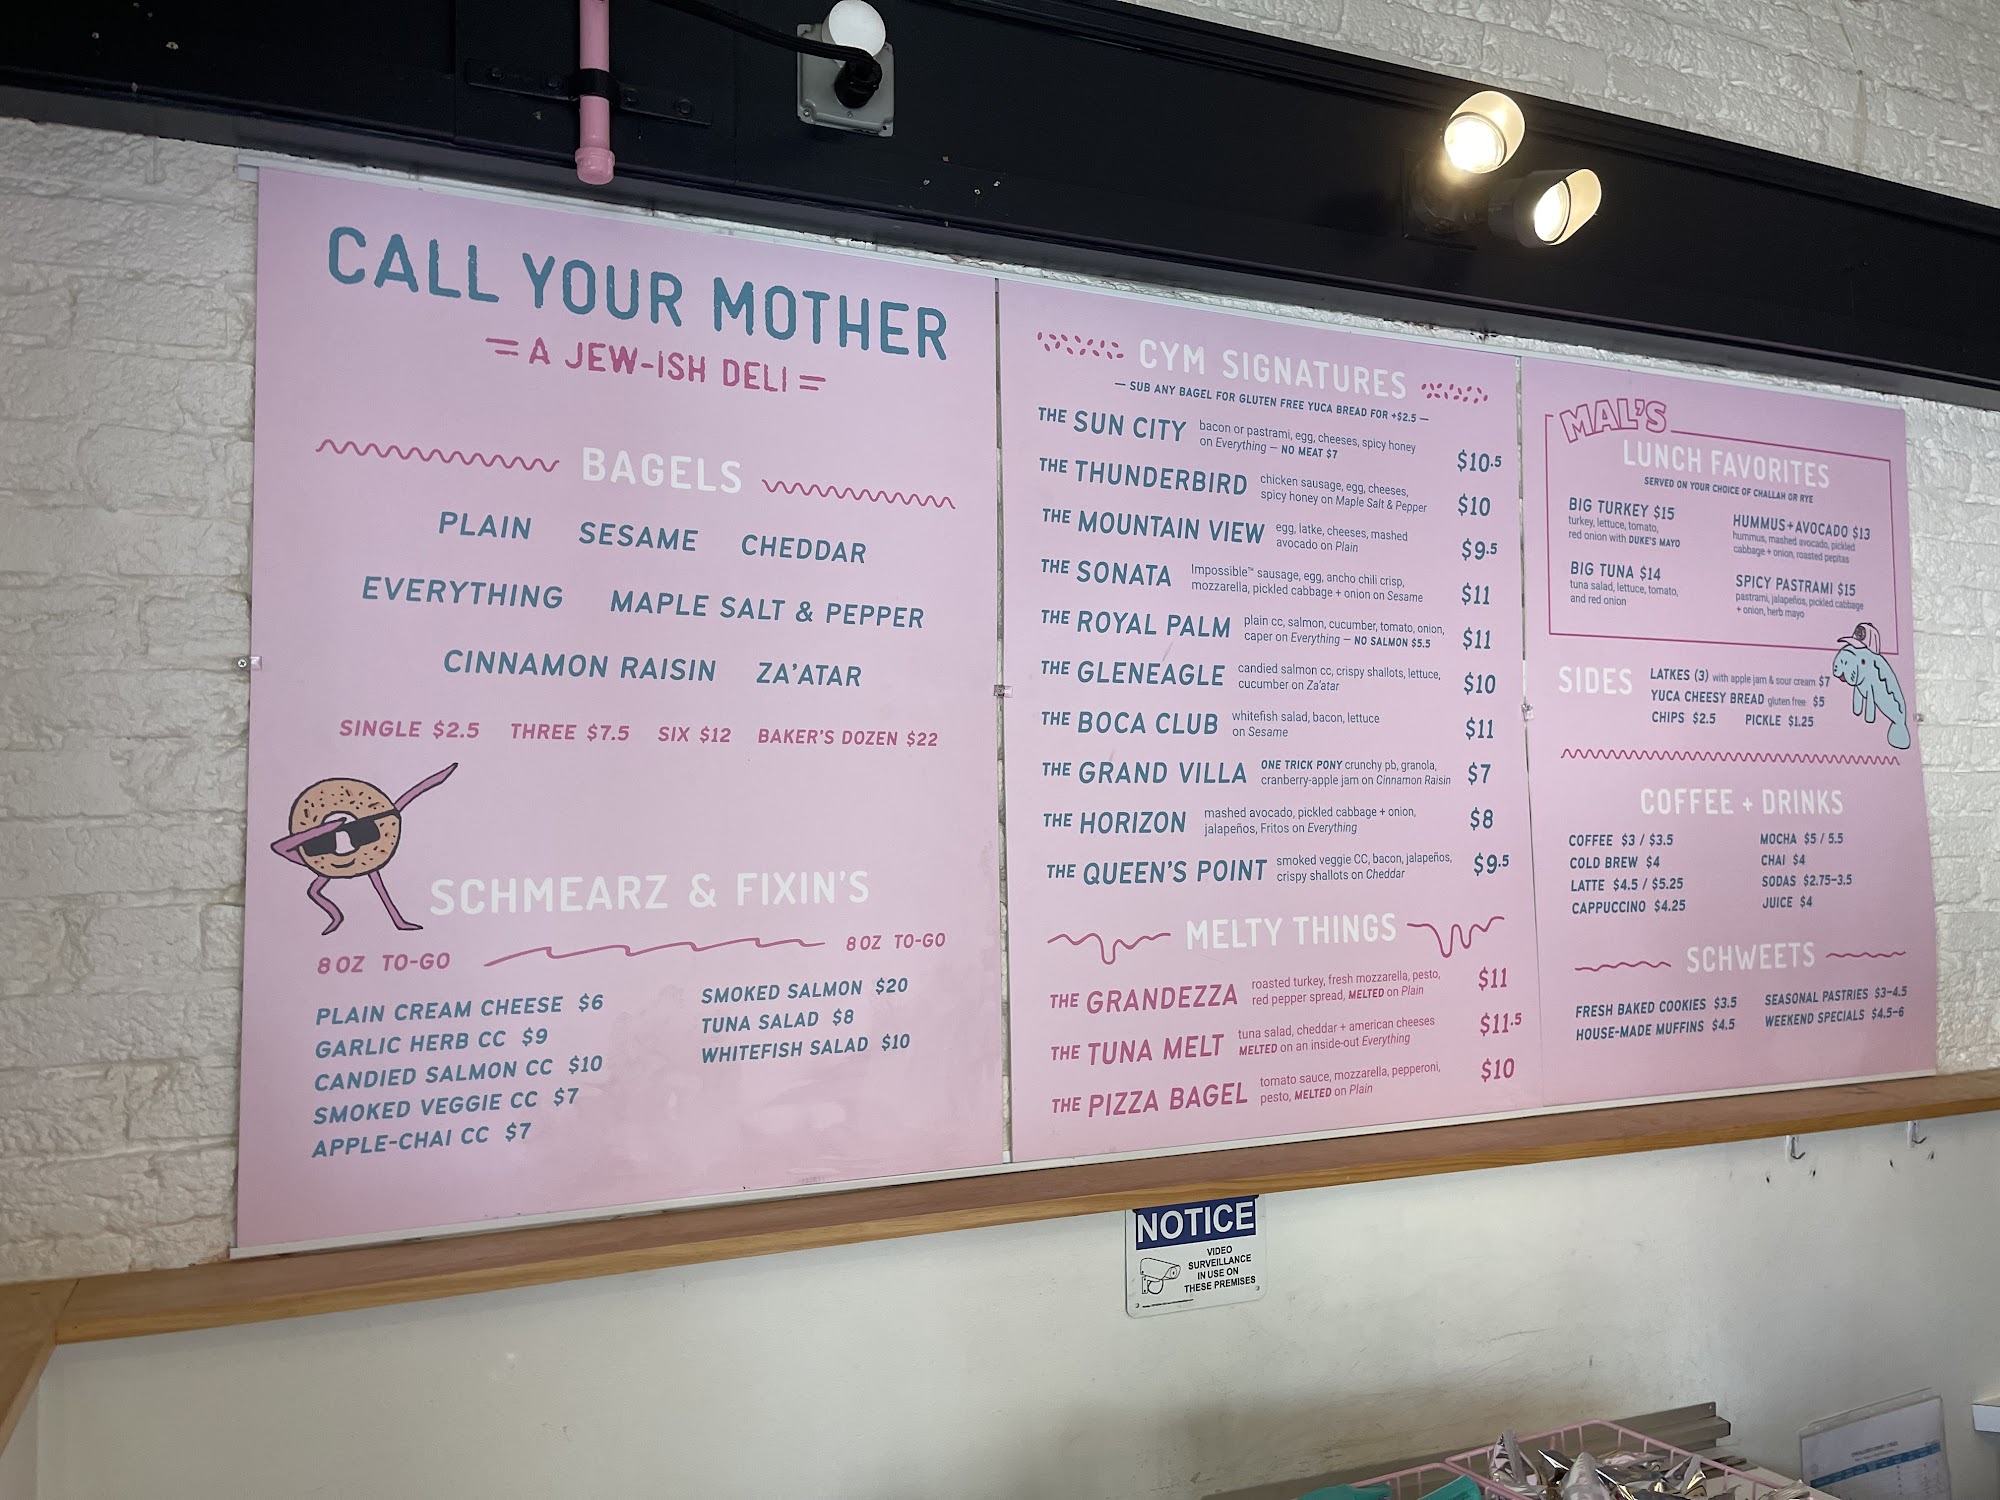 CALL YOUR MOTHER
A JEW-ISH DELI
BAGELS
PLAIN SESAME CHEDDAR
EVERYTHING MAPLE SALT & PEPPER
CINNAMON RAISIN ZA'ATAR
SINGLE $2.5 THREE $7.5 SIX $12 BAKER'S DOZEN $22
SCHMEARZ & FIXIN'S
8 OZ TO-GO
PLAIN CREAM CHEESE $6
GARLIC HERB CC $9
CANDIED SALMON CC $10
SMOKED VEGGIE CC $7
APPLE-CHAI CC $7
8 OZ TO-GO
SMOKED SALMON $20
TUNA SALAD $8
WHITEFISH SALAD $10
CYM SIGNATURES
— SUB ANY BAGEL FOR GLUTEN FREE YUCA BREAD FOR +$2.5 —
THE SUN CITY bacon or pastrami, egg, cheeses, spicy honey
on Everything — NO MEAT $7 $10.5
THE THUNDERBIRD chicken sausage, egg, cheeses,
spicy honey on Maple Salt & Pepper $10
THE MOUNTAIN VIEW egg, latke, cheeses, mashed
avocado on Plain $9.5
THE SONATA Impossible™ sausage, egg, ancho chili crisp,
mozzarella, pickled cabbage + onion on Sesame $11
THE ROYAL PALM plain cc, salmon, cucumber, tomato, onion,
caper on Everything — NO SALMON $5.5 $11
THE GLENEAGLE candied salmon cc, crispy shallots, lettuce,
cucumber on Za'atar $10
THE BOCA CLUB whitefish salad, bacon, lettuce
on Sesame $11
THE GRAND VILLA ONE TRICK PONY crunchy pb, granola,
cranberry-apple jam on Cinnamon Raisin $7
THE HORIZON mashed avocado, pickled cabbage + onion,
jalapeños, Fritos on Everything $8
THE QUEEN'S POINT smoked veggie CC, bacon, jalapeños,
crispy shallots on Cheddar $9.5
MELTY THINGS
THE GRANDEZZA roasted turkey, fresh mozzarella, pesto,
red pepper spread, MELTED on Plain $11
THE TUNA MELT tuna salad, cheddar + american cheeses
MELTED on an inside-out Everything $11.5
THE PIZZA BAGEL tomato sauce, mozzarella, pepperoni,
pesto, MELTED on Plain $10
MAL'S
LUNCH FAVORITES
SERVED ON YOUR CHOICE OF CHALLAH OR RYE
BIG TURKEY $15
turkey, lettuce, tomato,
red onion with DUKE'S MAYO
BIG TUNA $14
tuna salad, lettuce, tomato,
and red onion
HUMMUS+AVOCADO $13
hummus, mashed avocado, pickled
cabbage + onion, roasted pepitas
SPICY PASTRAMI $15
pastrami, jalapeños, pickled cabbage
+ onion, herb mayo
SIDES
LATKES (3) with apple jam & sour cream $7
YUCA CHEESY BREAD gluten free $5
CHIPS $2.5 PICKLE $1.25
COFFEE + DRINKS
COFFEE $3 / $3.5
COLD BREW $4
LATTE $4.5 / $5.25
CAPPUCCINO $4.25
MOCHA $5 / 5.5
CHAI $4
SODAS $2.75–3.5
JUICE $4
SCHWEETS
FRESH BAKED COOKIES $3.5
HOUSE-MADE MUFFINS $4.5
SEASONAL PASTRIES $3–4.5
WEEKEND SPECIALS $4.5–6
NOTICE
VIDEO
SURVEILLANCE
IN USE ON
THESE PREMISES